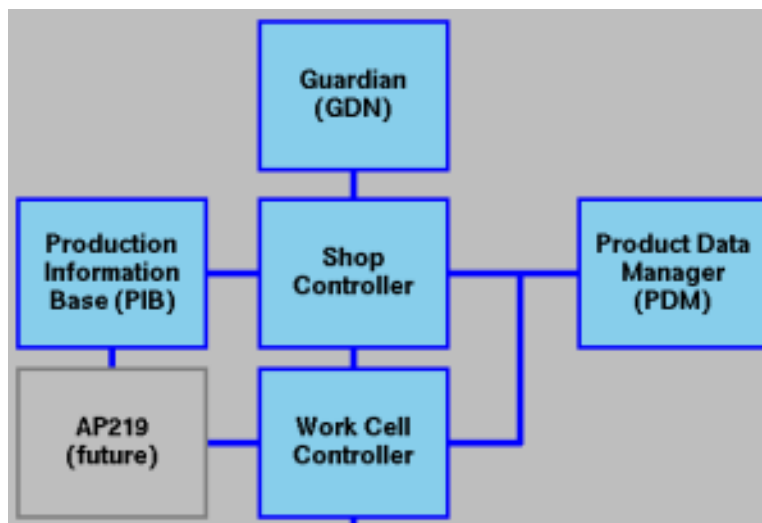 Guardian
(GDN)
Production
Information
Base (PIB)
Shop
Controller
Product Data
Manager
(PDM)
AP219
(future)
Work Cell
Controller